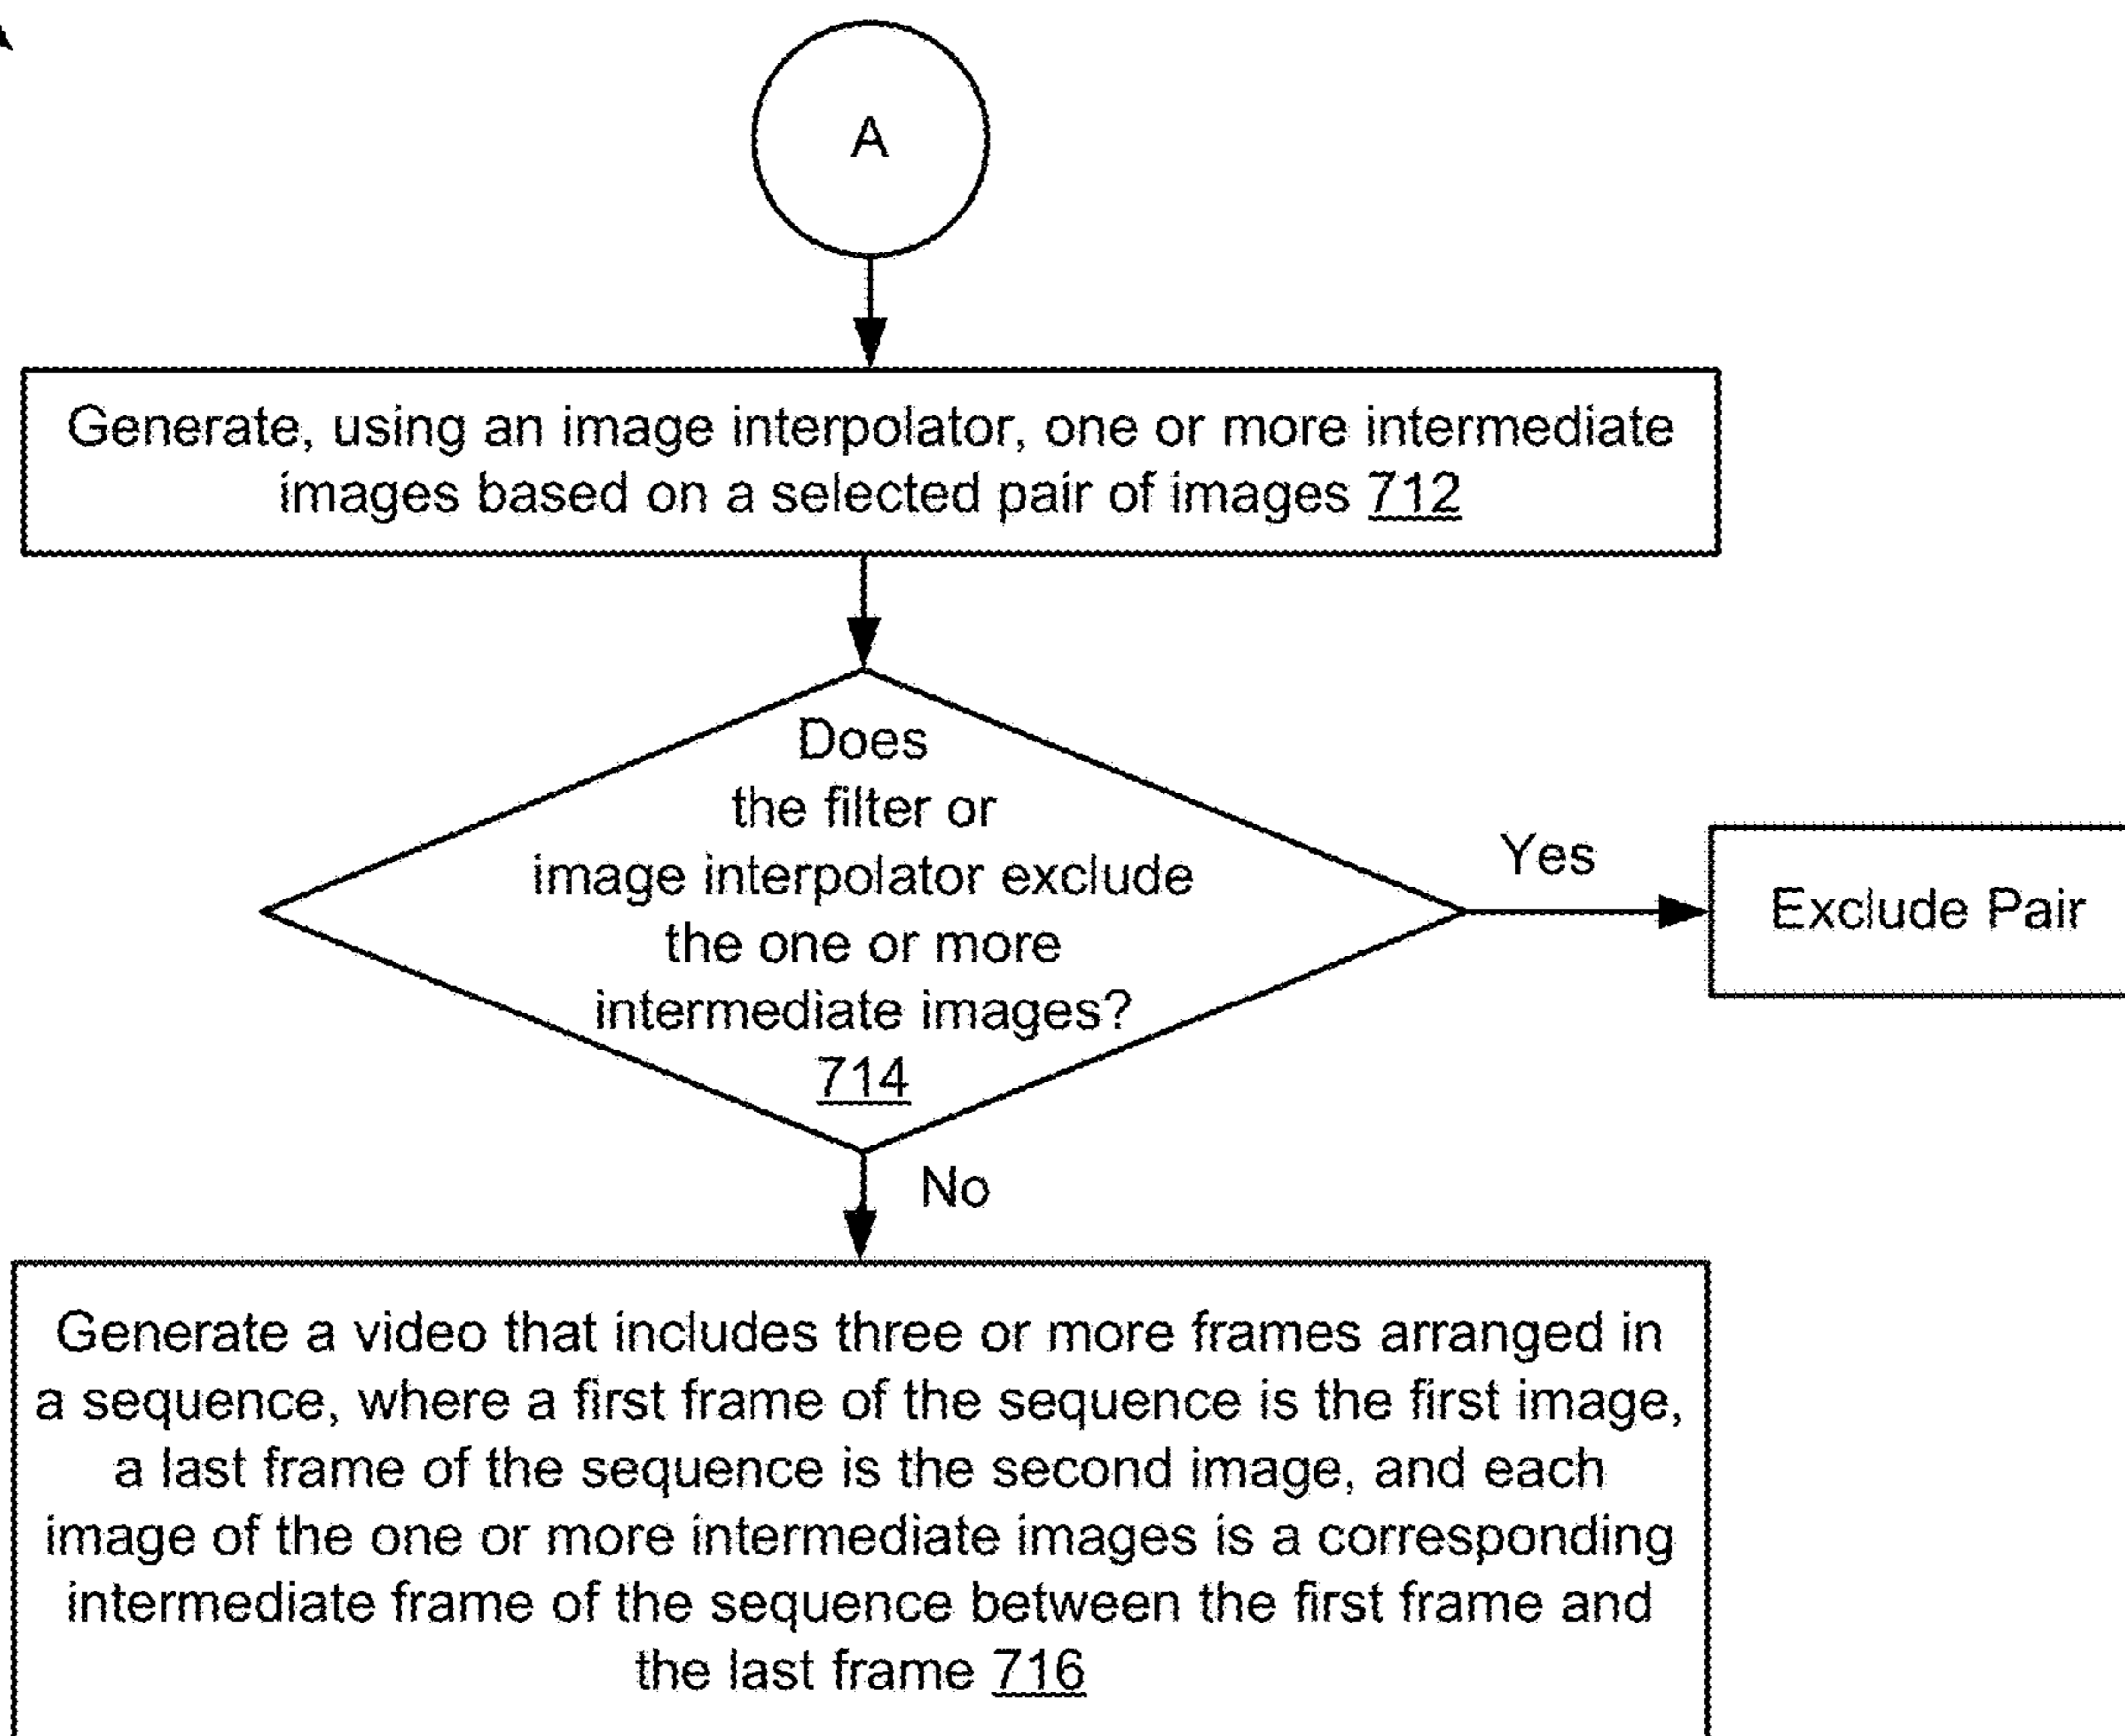 A
Generate, using an image interpolator, one or more intermediate
images based on a selected pair of images 712
Does
the filter or
image interpolator exclude
the one or more
intermediate images?
714
Yes
Exclude Pair
No
Generate a video that includes three or more frames arranged in
a sequence, where a first frame of the sequence is the first image,
a last frame of the sequence is the second image, and each
image of the one or more intermediate images is a corresponding
intermediate frame of the sequence between the first frame and
the last frame 716